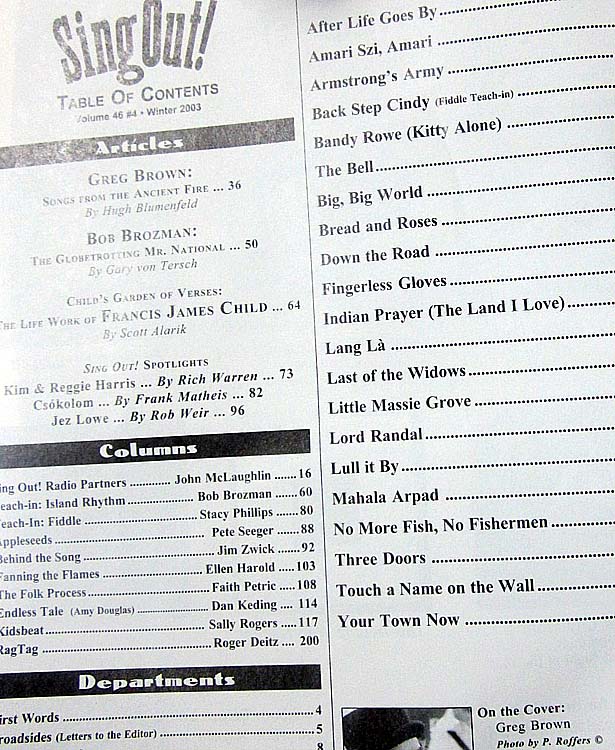 Sing Out!
TABLE OF CONTENTS
Volume 46 #4 • Winter 2003
Articles
GREG BROWN:
SONGS FROM THE ANCIENT FIRE ... 36
By Hugh Blumenfeld
BOB BROZMAN:
THE GLOBETROTTING MR. NATIONAL ... 50
By Gary von Tersch
CHILD'S GARDEN OF VERSES:
THE LIFE WORK OF FRANCIS JAMES CHILD ... 64
By Scott Alarik
SING OUT! SPOTLIGHTS
Kim & Reggie Harris ... By Rich Warren ... 73
Csókolom ... By Frank Matheis ... 82
Jez Lowe ... By Rob Weir ... 96
Columns
ing Out! Radio Partners ............ John McLaughlin .......16
each-in: Island Rhythm.................. Bob Brozman .......60
Teach-In: Fiddle ............................ Stacy Phillips .......80
Appleseeds ..................................... Pete Seeger .......88
Behind the Song ................................ Jim Zwick .......92
Fanning the Flames ......................... Ellen Harold ....103
The Folk Process............................... Faith Petric ....108
Endless Tale (Amy Douglas) ..................... Dan Keding .... 114
Kidsbeat......................................... Sally Rogers .....117
RagTag ........................................... Roger Deitz .... 200
Departments
irst Words .................................................................. 4
roadsides (Letters to the Editor) ......................................... 5
8
After Life Goes By
Amari Szi, Amari
Armstrong's Army
Back Step Cindy (Fiddle Teach-in)
Bandy Rowe (Kitty Alone)
The Bell
Big, Big World
Bread and Roses
Down the Road
Fingerless Gloves
Indian Prayer (The Land I Love)
Lang Là
Last of the Widows
Little Massie Grove
Lord Randal
Lull it By
Mahala Arpad
No More Fish, No Fishermen
Three Doors
Touch a Name on the Wall
Your Town Now
On the Cover:
Greg Brown
Photo by P. Roffers ©